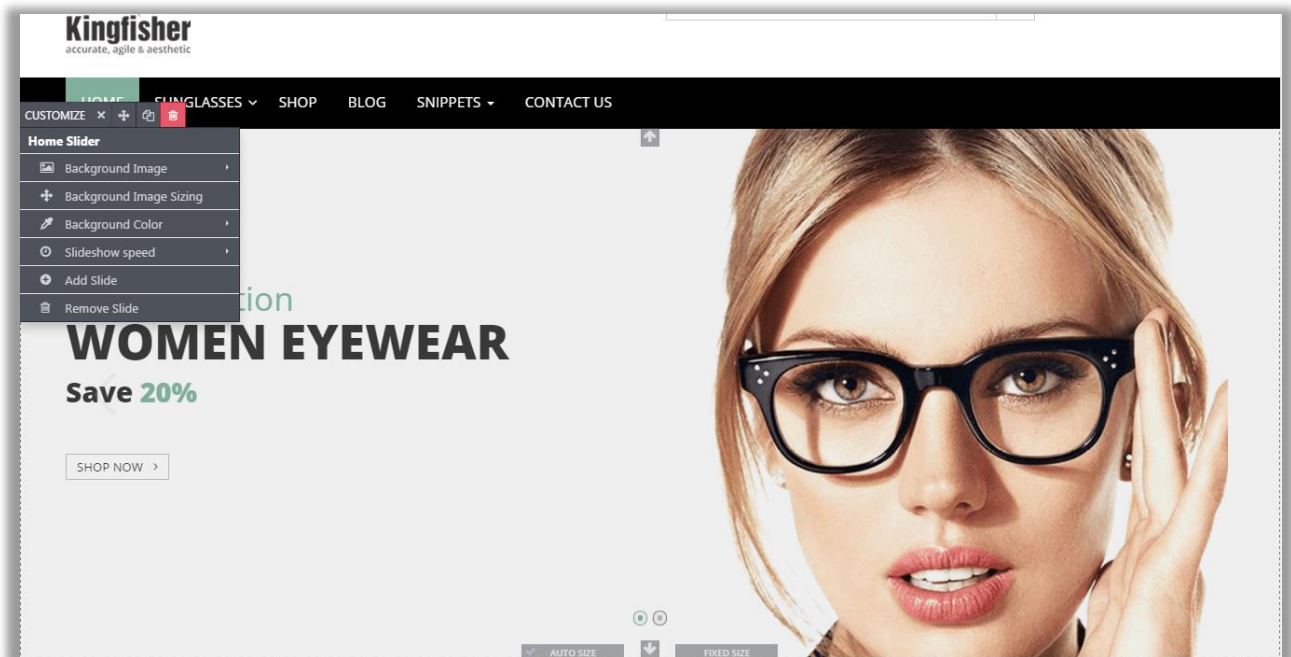 Kingfisher
accurate, agile & aesthetic
HOME SUNGLASSES SHOP BLOG SNIPPETS CONTACT US
CUSTOMIZE
Home Slider
Background Image
Background Image Sizing
Background Color
Slideshow speed
Add Slide
Remove Slide
WOMEN EYEWEAR
Save 20%
SHOP NOW
AUTO SIZE FIXED SIZE